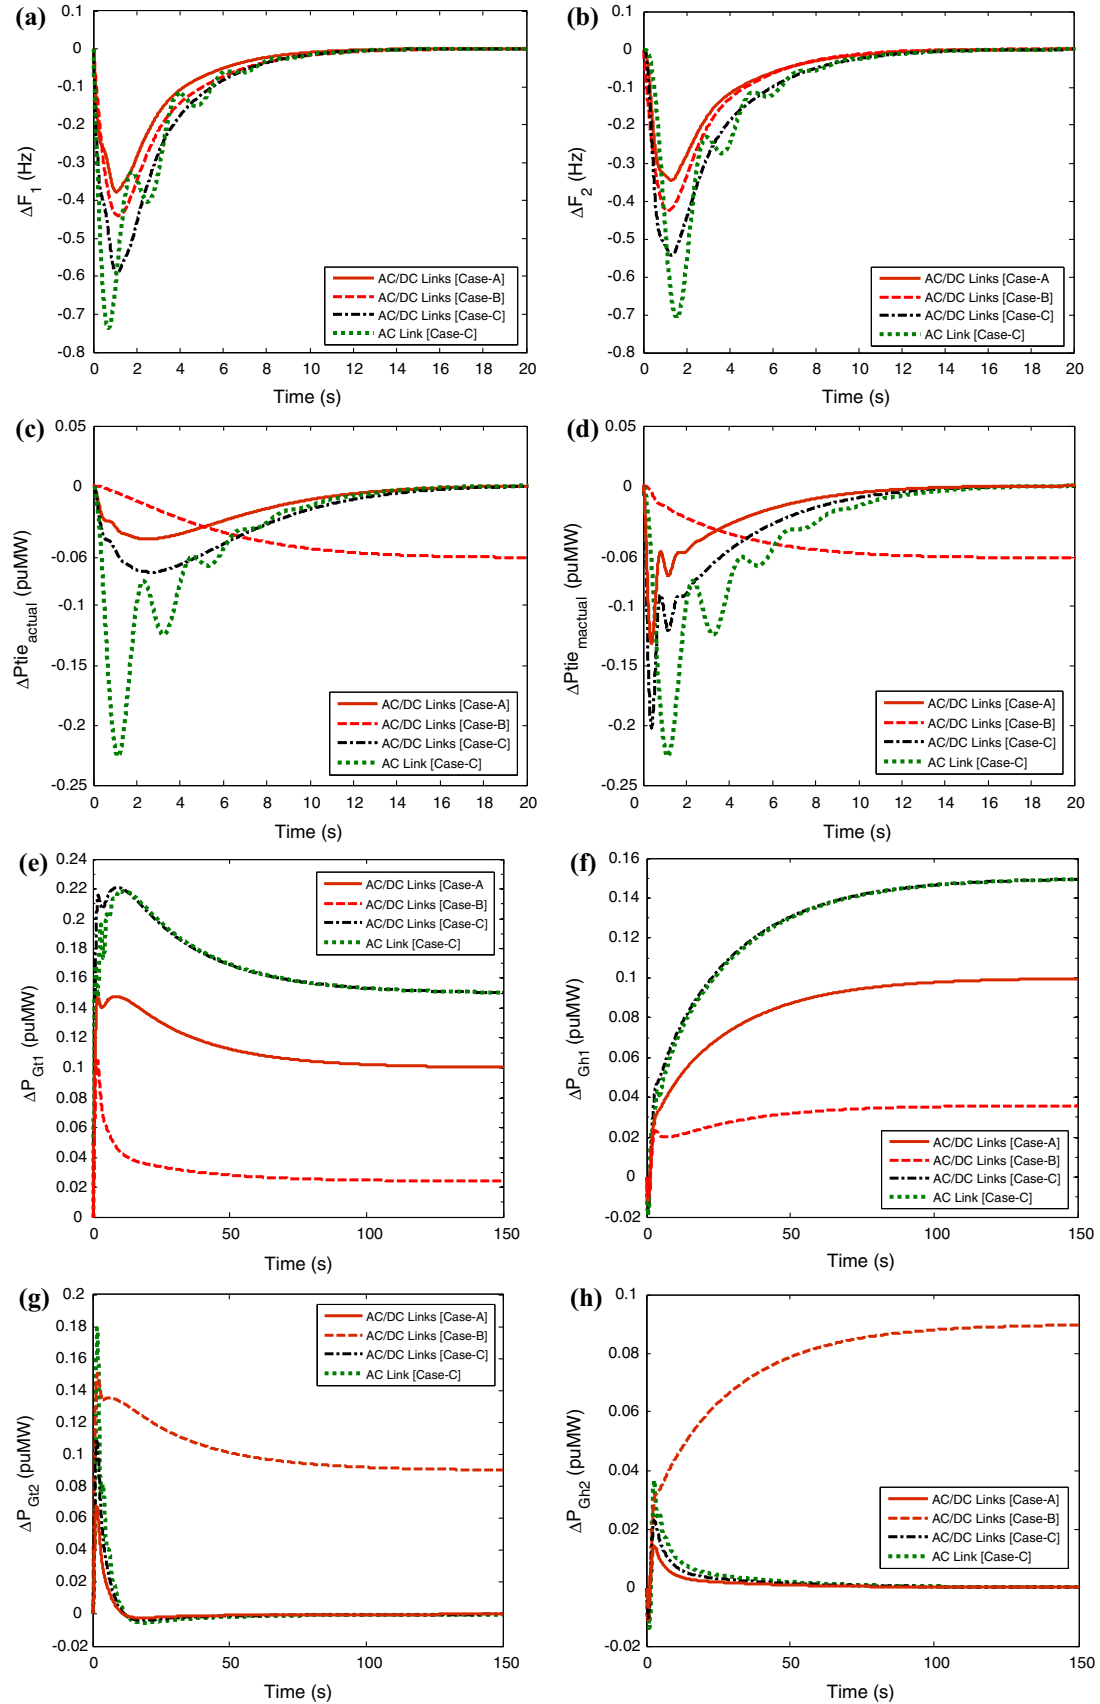 (a)
0.1
0
-0.1
-0.2
-0.3
-0.4
-0.5
-0.6
-0.7
-0.8
ΔF1 (Hz)
AC/DC Links [Case-A]
AC/DC Links [Case-B]
AC/DC Links [Case-C]
AC Link [Case-C]
0 2 4 6 8 10 12 14 16 18 20
Time (s)
(b)
0.1
0
-0.1
-0.2
-0.3
-0.4
-0.5
-0.6
-0.7
-0.8
ΔF2 (Hz)
AC/DC Links [Case-A
AC/DC Links [Case-B]
AC/DC Links [Case-C]
AC Link [Case-C]
0 2 4 6 8 10 12 14 16 18 20
Time (s)
(c)
0.05
0
-0.06
-0.1
-0.15
-0.2
-0.25
ΔPtie actual (puMW)
AC/DC Links [Case-A]
AC/DC Links [Case-B]
AC/DC Links [Case-C]
AC Link [Case-C]
0 2 4 6 8 10 12 14 16 18 20
Time (s)
(d)
0.05
0
-0.06
-0.1
-0.15
-0.2
-0.25
ΔPtie mactual (puMW)
AC/DC Links [Case-A]
AC/DC Links [Case-B]
AC/DC Links [Case-C]
AC Link [Case-C]
0 2 4 6 8 10 12 14 16 18 20
Time (s)
(e)
0.24
0.22
0.2
0.18
0.16
0.14
0.12
0.1
0.08
0.06
0.04
0.02
0
ΔPGt1 (puMW)
AC/DC Links [Case-A
AC/DC Links [Case-B]
AC/DC Links [Case-C]
AC Link [Case-C]
0 50 100 150
Time (s)
(f)
0.16
0.14
0.12
0.1
0.08
0.06
0.04
0.02
0
-0.02
ΔPGh1 (puMW)
AC/DC Links [Case-A]
AC/DC Links [Case-B]
AC/DC Links [Case-C]
AC Link [Case-C]
0 50 100 150
Time (s)
(g)
0.2
0.18
0.16
0.14
0.12
0.1
0.08
0.06
0.04
0.02
0
-0.02
ΔPGt2 (puMW)
AC/DC Links [Case-A]
AC/DC Links [Case-B]
AC/DC Links [Case-C]
AC Link [Case-C]
0 50 100 150
Time (s)
(h)
0.1
0.08
0.06
0.04
0.02
0
-0.02
ΔPGh2 (puMW)
AC/DC Links [Case-A]
AC/DC Links [Case-B]
AC/DC Links [Case-C]
AC Link [Case-C]
0 50 100 150
Time (s)